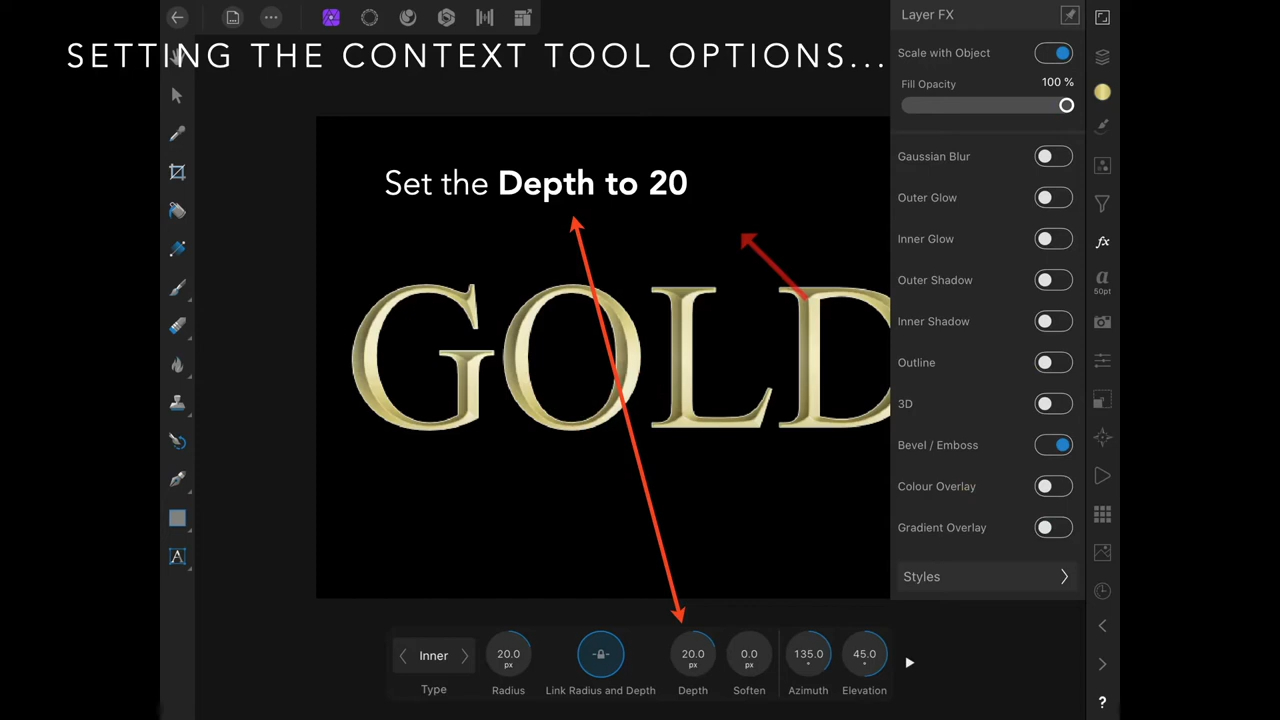 SETTING THE CONTEXT TOOL OPTIONS...
Layer FX
Scale with Object
Fill Opacity 100 %
Set the Depth to 20
GOLD
Gaussian Blur
Outer Glow
Inner Glow
Outer Shadow
Inner Shadow
Outline
3D
Bevel / Emboss
Colour Overlay
Gradient Overlay
Styles
fx
a
50pt
A
?
Inner
Type
20.0 px
Radius
Link Radius and Depth
20.0 px
Depth
0.0 px
Soften
135.0 °
Azimuth
45.0 °
Elevation